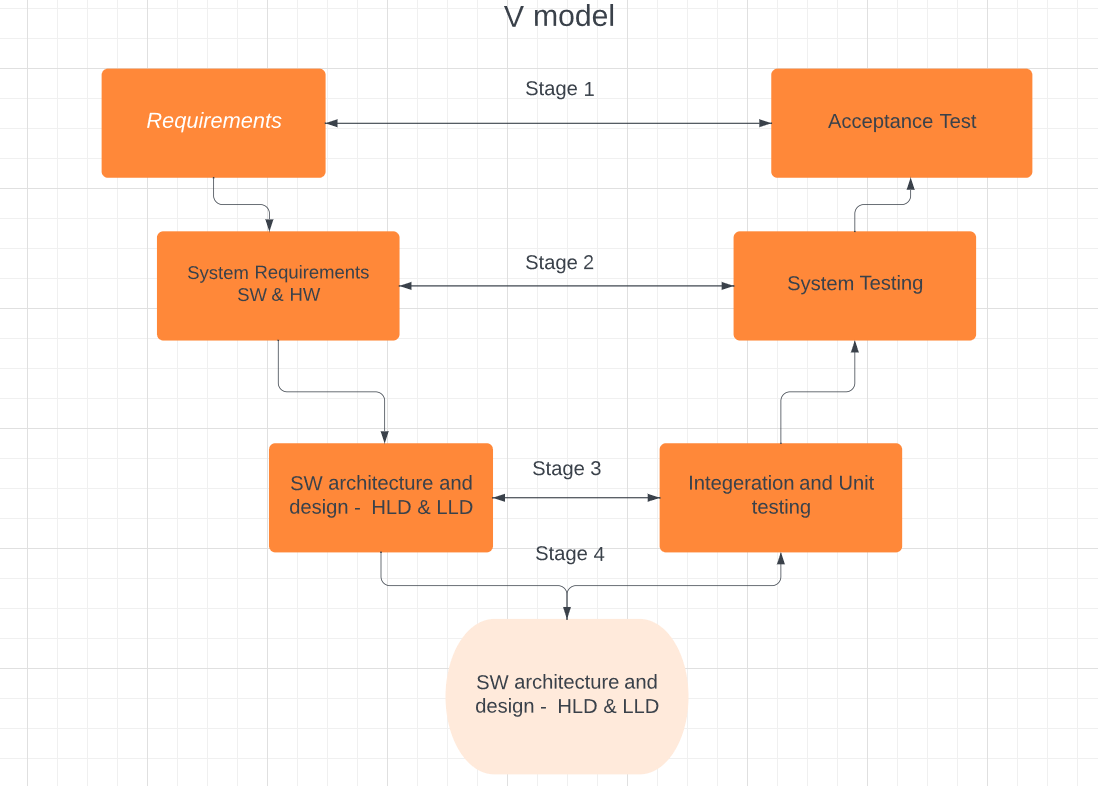 V model
Stage 1
Requirements
Acceptance Test
Stage 2
System Requirements
SW & HW
System Testing
Stage 3
SW architecture and
design -  HLD & LLD
Integeration and Unit
testing
Stage 4
SW architecture and
design -  HLD & LLD